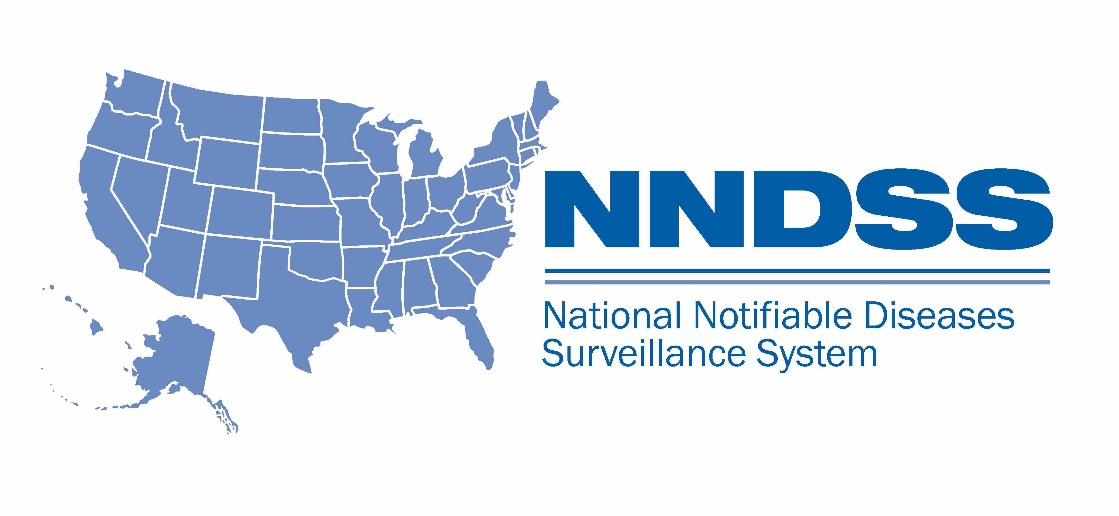 NNDSS
National Notifiable Diseases
Surveillance System